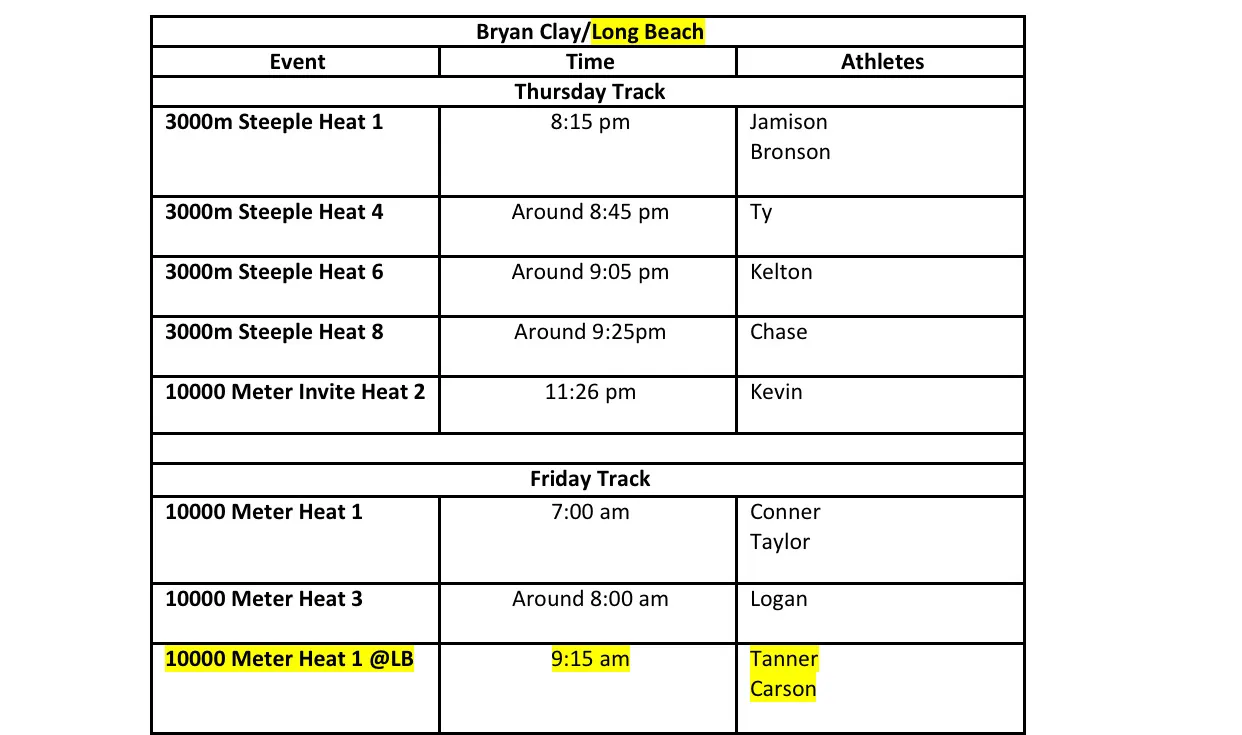 Bryan Clay/Long Beach
Event Time Athletes
Thursday Track
3000m Steeple Heat 1 8:15 pm Jamison
Bronson
3000m Steeple Heat 4 Around 8:45 pm Ty
3000m Steeple Heat 6 Around 9:05 pm Kelton
3000m Steeple Heat 8 Around 9:25pm Chase
10000 Meter Invite Heat 2 11:26 pm Kevin
Friday Track
10000 Meter Heat 1 7:00 am Conner
Taylor
10000 Meter Heat 3 Around 8:00 am Logan
10000 Meter Heat 1 @LB 9:15 am Tanner
Carson